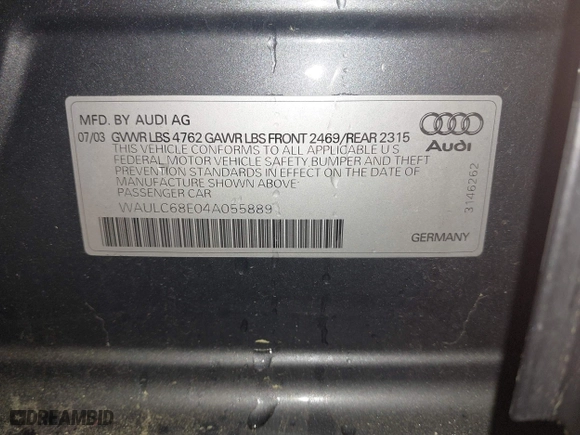 MFD. BY AUDI AG
07/03 GVWR LBS 4762 GAWR LBS FRONT 2469/REAR 2315
THIS VEHICLE CONFORMS TO ALL APPLICABLE U S
FEDERAL MOTOR VEHICLE SAFETY BUMPER AND THEFT
PREVENTION STANDARDS IN EFFECT ON THE DATE OF
MANUFACTURE SHOWN ABOVE:
PASSENGER CAR
WAULC68E04A055889
Audi
3146262
GERMANY
DREAMBID